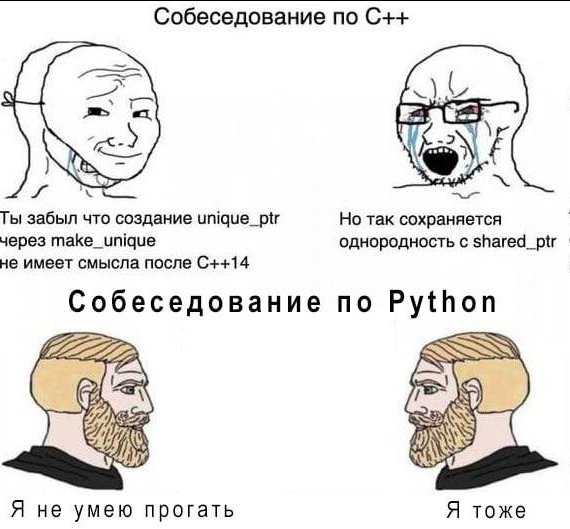 Собеседование по C++
Ты забыл что создание unique_ptr
через make_unique
не имеет смысла после C++14
Но так сохраняется
однородность с shared_ptr
Собеседование по Python
Я не умею прогать
Я тоже